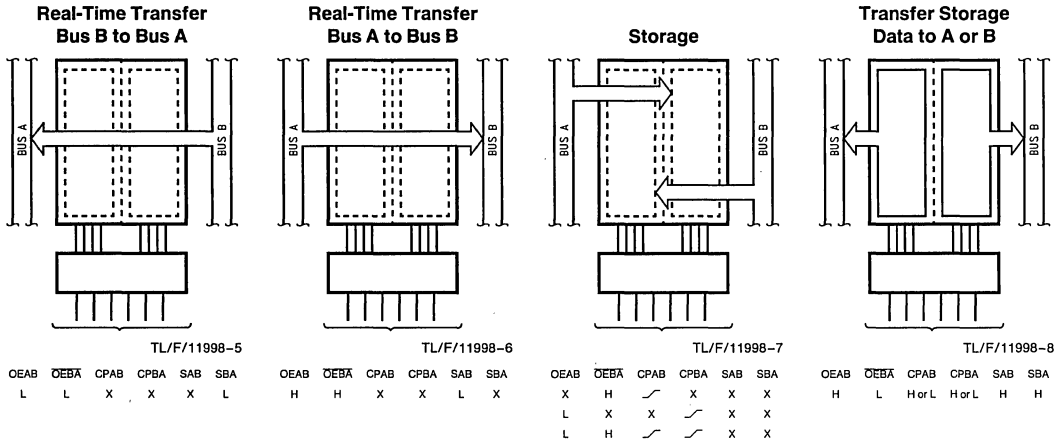 Real-Time Transfer
Bus B to Bus A
BUS A
BUS B
TL/F/11998-5
OEAB OEBA CPAB CPBA SAB SBA
L L X X X L
Real-Time Transfer
Bus A to Bus B
BUS A
BUS B
TL/F/11998-6
OEAB OEBA CPAB CPBA SAB SBA
H H X X L X
Storage
BUS A
BUS B
TL/F/11998-7
OEAB OEBA CPAB CPBA SAB SBA
X H X X X
L X X X X
L H X X
Transfer Storage
Data to A or B
BUS A
BUS B
TL/F/11998-8
OEAB OEBA CPAB CPBA SAB SBA
H L H or L H or L H H